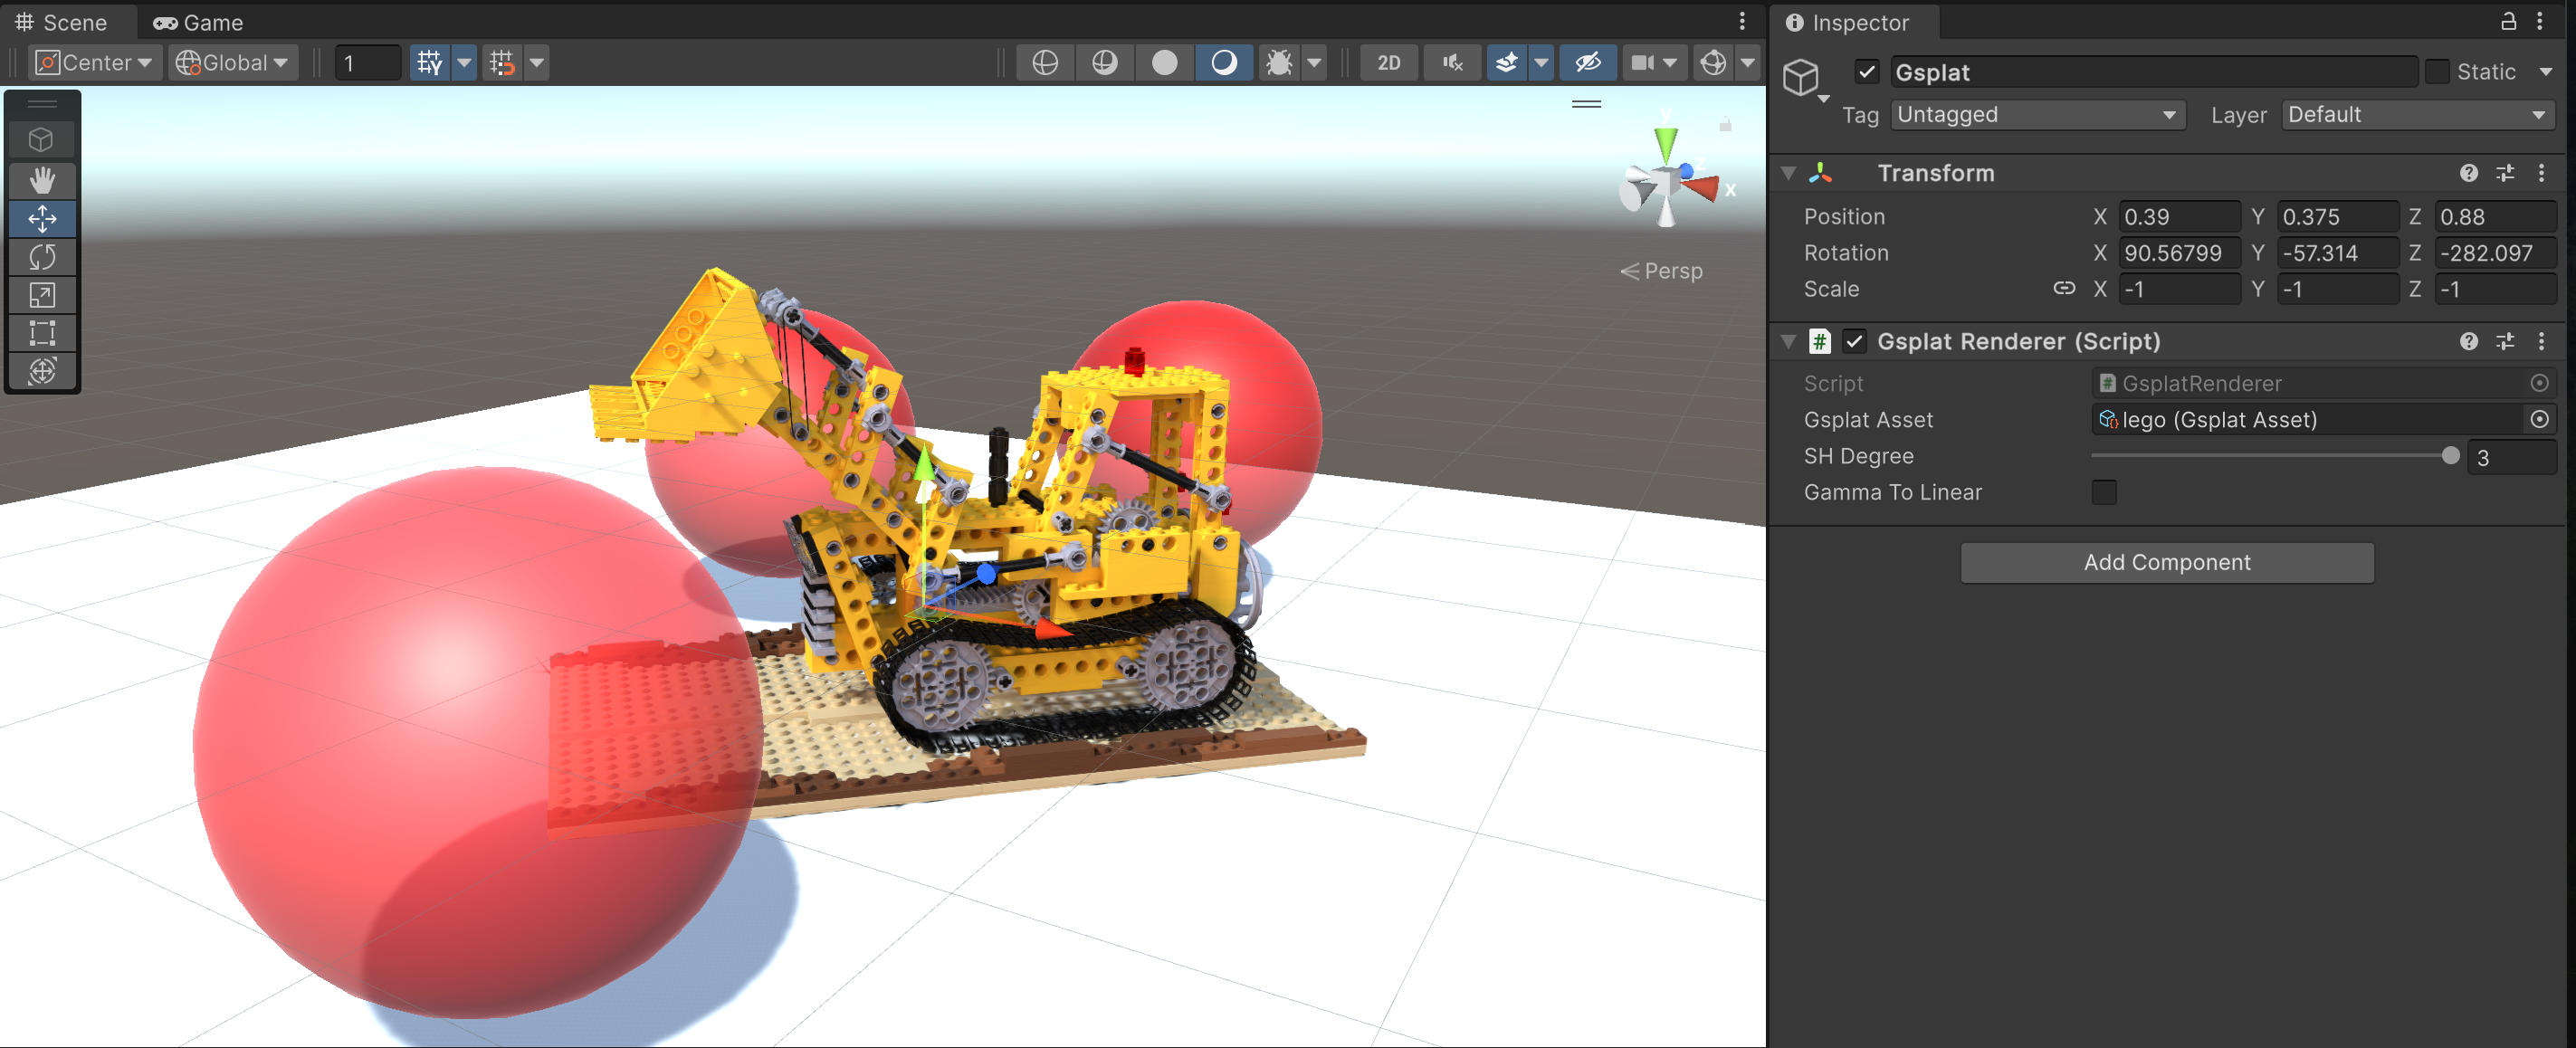 Scene
Game
Center
Global
1
2D
y
z
x
Persp
Inspector
Gsplat
Static
Tag
Untagged
Layer
Default
Transform
Position X 0.39 Y 0.375 Z 0.88
Rotation X 90.56799 Y -57.314 Z -282.097
Scale X -1 Y -1 Z -1
# Gsplat Renderer (Script)
Script # GsplatRenderer
Gsplat Asset lego (Gsplat Asset)
SH Degree 3
Gamma To Linear
Add Component